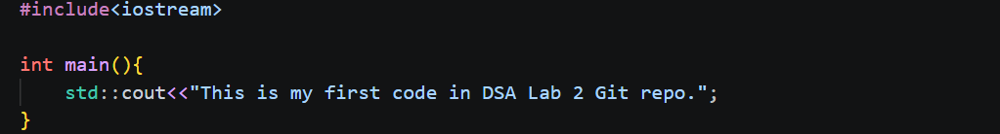 #include<iostream>
int main(){
    std::cout<<"This is my first code in DSA Lab 2 Git repo.";
}